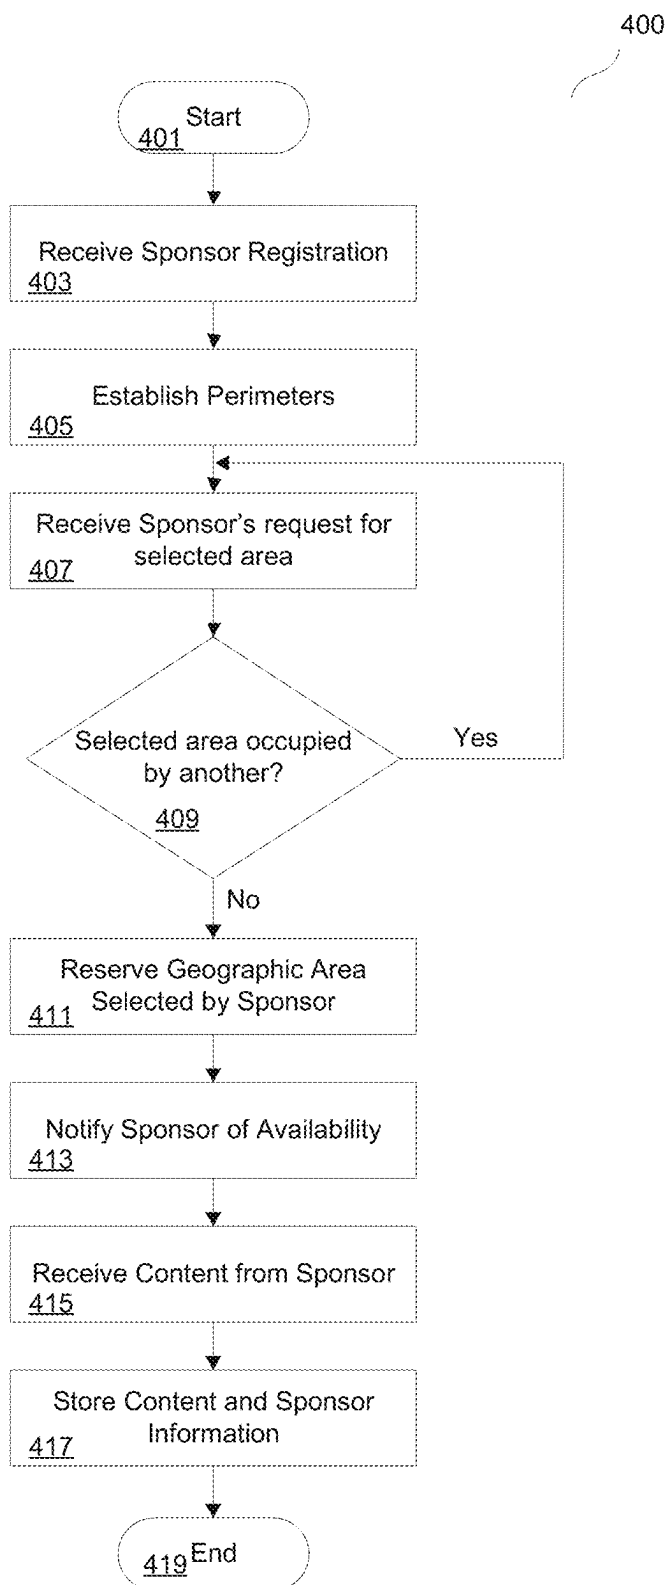 400
Start
401
Receive Sponsor Registration
403
Establish Perimeters
405
Receive Sponsor's request for
selected area
407
Selected area occupied
by another?
409
Yes
No
Reserve Geographic Area
Selected by Sponsor
411
Notify Sponsor of Availability
413
Receive Content from Sponsor
415
Store Content and Sponsor
Information
417
419 End